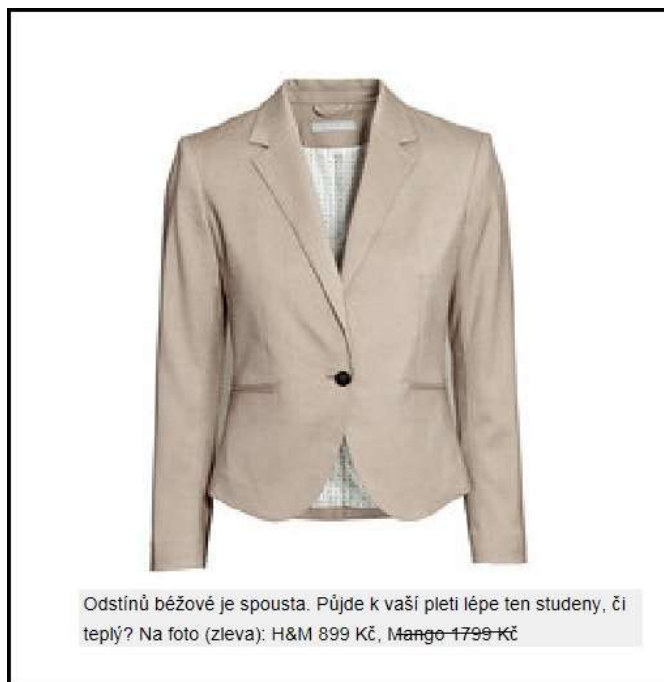 Odstínů béžové je spousta. Půjde k vaší pleti lépe ten studeny, či
teplý? Na foto (zleva): H&M 899 Kč, Mango 1799 Kč